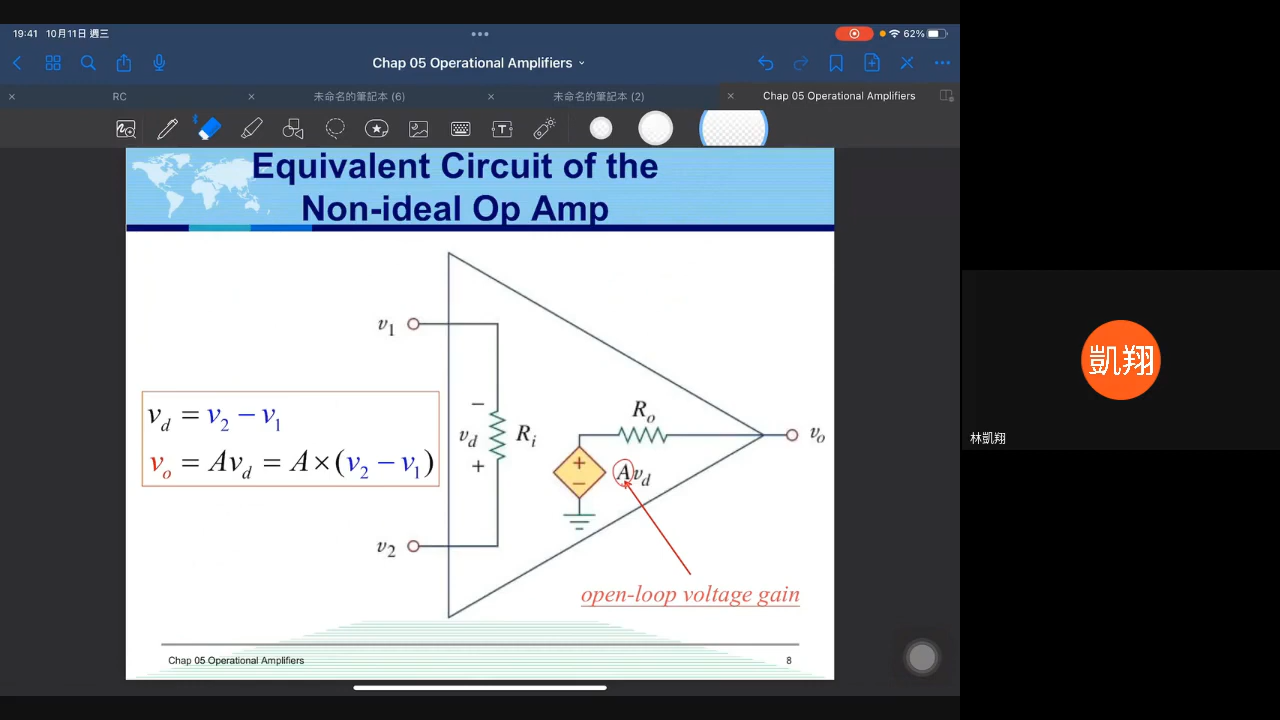 19:41 10月11日 週三
62%
Chap 05 Operational Amplifiers
RC
未命名的筆記本 (6)
未命名的筆記本 (2)
Chap 05 Operational Amplifiers
Equivalent Circuit of the
Non-ideal Op Amp
v1
−
vd
Ri
+
v2
vd = v2 − v1
vo = Avd = A×(v2 − v1)
Ro
vo
+
−
Avd
open-loop voltage gain
Chap 05 Operational Amplifiers
8
凱翔
林凱翔